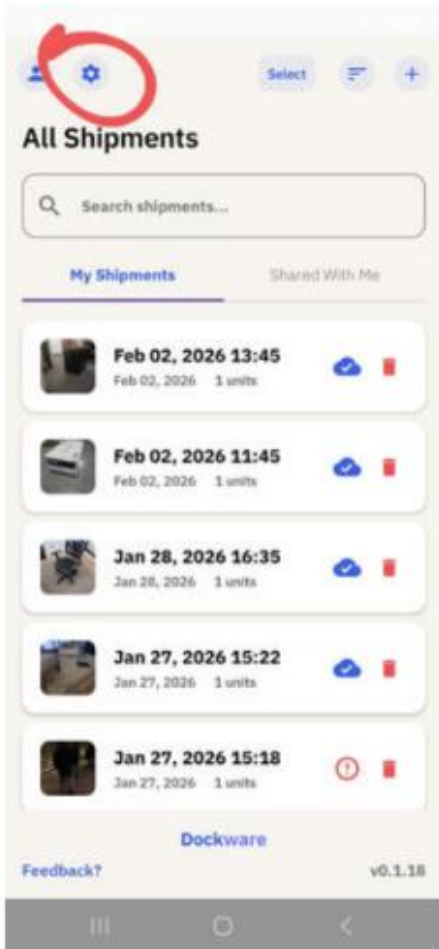 Select
All Shipments
Search shipments...
My Shipments
Shared With Me
Feb 02, 2026 13:45
Feb 02, 2026 1 units
Feb 02, 2026 11:45
Feb 02, 2026 1 units
Jan 28, 2026 16:35
Jan 28, 2026 1 units
Jan 27, 2026 15:22
Jan 27, 2026 1 units
Jan 27, 2026 15:18
Jan 27, 2026 1 units
Dockware
Feedback?
v0.1.18